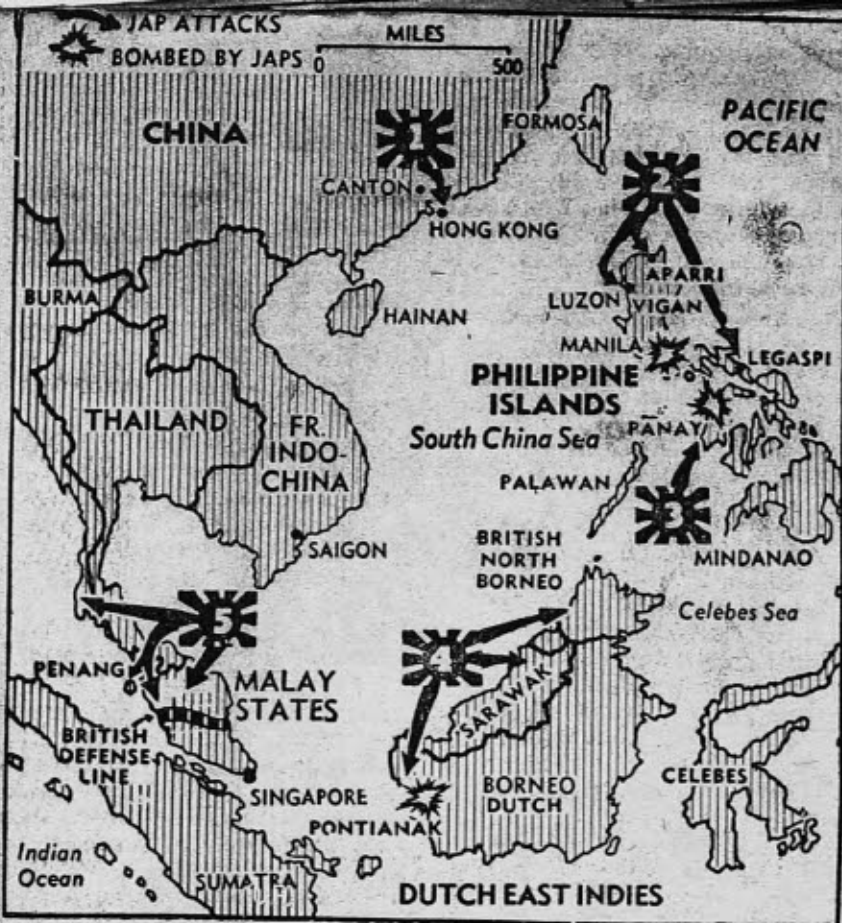 JAP ATTACKS
BOMBED BY JAPS
MILES
0 500
CHINA
FORMOSA
PACIFIC
OCEAN
1
2
CANTON
HONG KONG
APARRI
BURMA
HAINAN
LUZON
VIGAN
MANILA
LEGASPI
PHILIPPINE
ISLANDS
THAILAND
FR.
INDO-
CHINA
South China Sea
PANAY
PALAWAN
3
SAIGON
BRITISH
NORTH
BORNEO
MINDANAO
5
Celebes Sea
4
PENANG
MALAY
STATES
SARAWAK
BRITISH
DEFENSE
LINE
SINGAPORE
BORNEO
DUTCH
CELEBES
PONTIANAK
Indian
Ocean
SUMATRA
DUTCH EAST INDIES